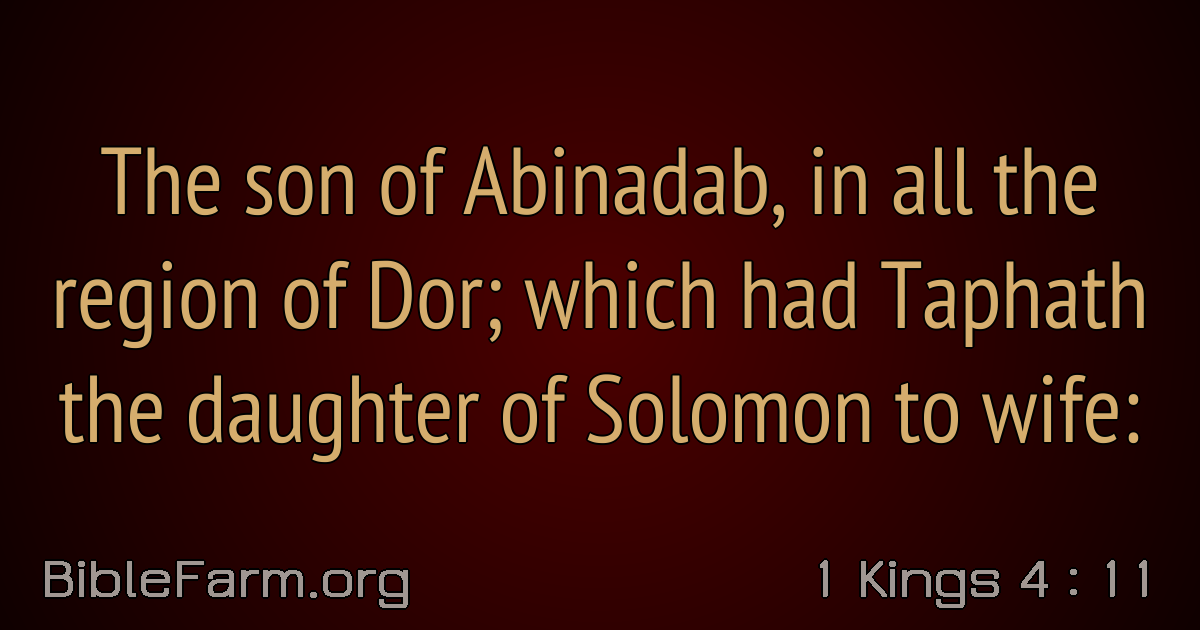 The son of Abinadab, in all the
region of Dor; which had Taphath
the daughter of Solomon to wife:
BibleFarm.org
1 Kings 4 : 11